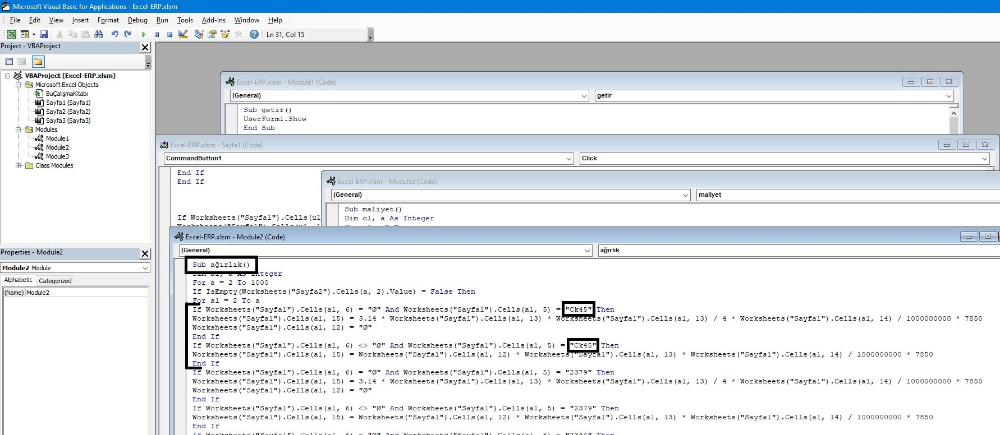 Microsoft Visual Basic for Applications - Excel-ERP.xlsm
File Edit View Insert Format Debug Run Tools Add-Ins Window Help
Ln 31, Col 15
Project - VBAProject
VBAProject (Excel-ERP.xlsm)
Microsoft Excel Objects
BuÇalışmaKitabı
Sayfa1 (Sayfa1)
Sayfa2 (Sayfa2)
Sayfa3 (Sayfa3)
Modules
Module1
Module2
Module3
Class Modules
Properties - Module2
Module2 Module
Alphabetic Categorized
(Name) Module2
Excel-ERP.xlsm - Module1 (Code)
(General) getir
Sub getir()
UserForm1.Show
End Sub
Excel-ERP.xlsm - Sayfa1 (Code)
CommandButton1 Click
End If
End If
If Worksheets("Sayfa1").Cells(ul
Excel-ERP.xlsm - Module3 (Code)
(General) maliyet
Sub maliyet()
Dim c1, a As Integer
Excel-ERP.xlsm - Module2 (Code)
(General) ağırlık
Sub ağırlık()
Dim a1, a As Integer
For a = 2 To 1000
If IsEmpty(Worksheets("Sayfa2").Cells(a, 2).Value) = False Then
For a1 = 2 To a
If Worksheets("Sayfa1").Cells(a1, 6) = "Ø" And Worksheets("Sayfa1").Cells(a1, 5) = "Ck45" Then
Worksheets("Sayfa1").Cells(a1, 15) = 3.14 * Worksheets("Sayfa1").Cells(a1, 13) * Worksheets("Sayfa1").Cells(a1, 13) / 4 * Worksheets("Sayfa1").Cells(a1, 14) / 1000000000 * 7850
Worksheets("Sayfa1").Cells(a1, 12) = "Ø"
End If
If Worksheets("Sayfa1").Cells(a1, 6) <> "Ø" And Worksheets("Sayfa1").Cells(a1, 5) = "Ck45" Then
Worksheets("Sayfa1").Cells(a1, 15) = Worksheets("Sayfa1").Cells(a1, 12) * Worksheets("Sayfa1").Cells(a1, 13) * Worksheets("Sayfa1").Cells(a1, 14) / 1000000000 * 7850
End If
If Worksheets("Sayfa1").Cells(a1, 6) = "Ø" And Worksheets("Sayfa1").Cells(a1, 5) = "2379" Then
Worksheets("Sayfa1").Cells(a1, 15) = 3.14 * Worksheets("Sayfa1").Cells(a1, 13) * Worksheets("Sayfa1").Cells(a1, 13) / 4 * Worksheets("Sayfa1").Cells(a1, 14) / 1000000000 * 7850
Worksheets("Sayfa1").Cells(a1, 12) = "Ø"
End If
If Worksheets("Sayfa1").Cells(a1, 6) <> "Ø" And Worksheets("Sayfa1").Cells(a1, 5) = "2379" Then
Worksheets("Sayfa1").Cells(a1, 15) = Worksheets("Sayfa1").Cells(a1, 12) * Worksheets("Sayfa1").Cells(a1, 13) * Worksheets("Sayfa1").Cells(a1, 14) / 1000000000 * 7850
End If
If Worksheets("Sayfa1").Cells(a1, 6) = "Ø" And Worksheets("Sayfa1").Cells(a1, 5) = "2344" Then